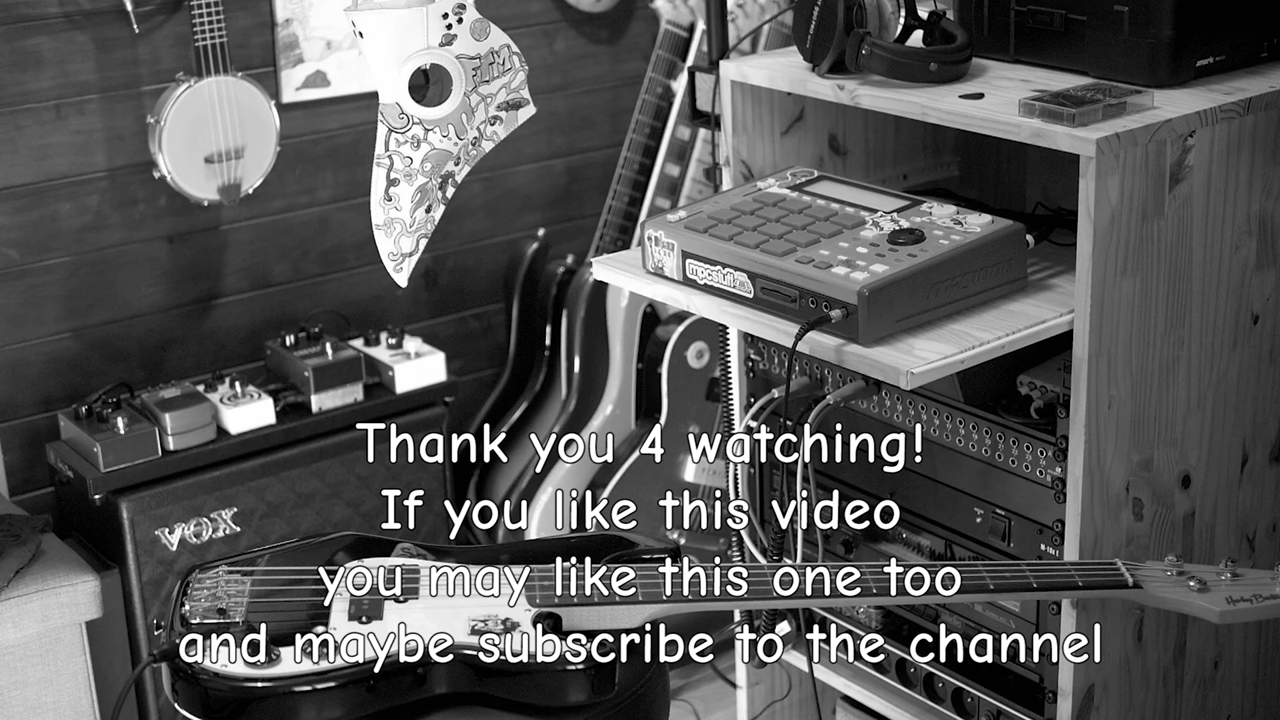 FTM
mpcstuff
VOX
Thank you 4 watching!
If you like this video
you may like this one too
and maybe subscribe to the channel